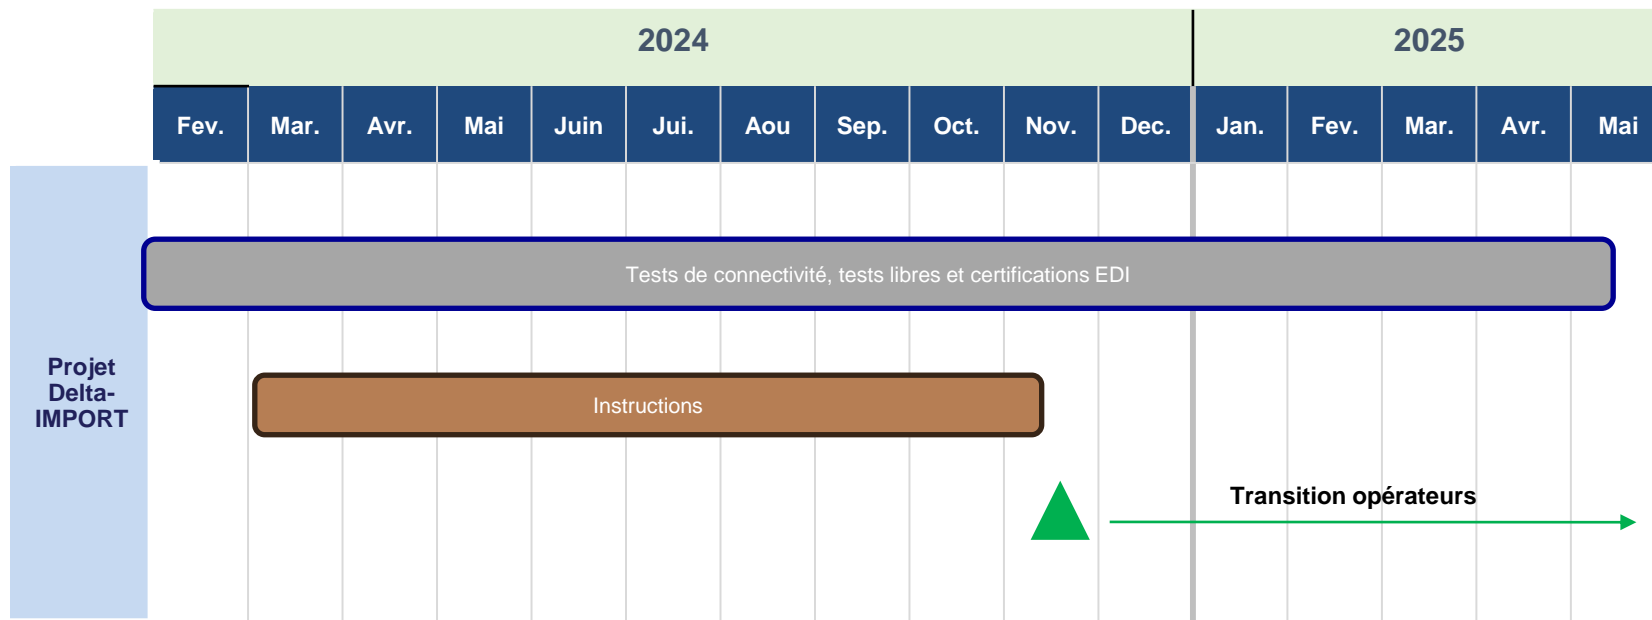 2024 2025
Fev. Mar. Avr. Mai Juin Jui. Aou Sep. Oct. Nov. Dec. Jan. Fev. Mar. Avr. Mai
Tests de connectivité, tests libres et certifications EDI
Projet
Delta-
IMPORT
Instructions
Transition opérateurs